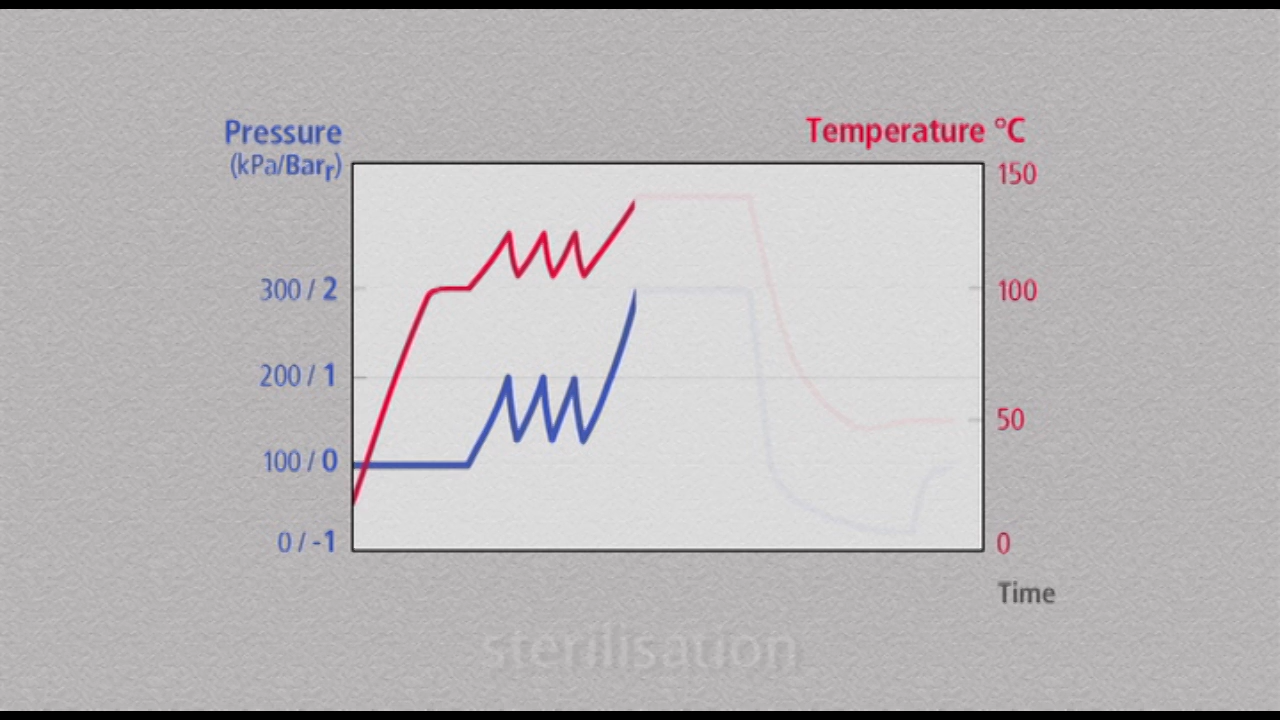 Pressure
(kPa/Barr)
Temperature °C
150
300 / 2
100
200 / 1
50
100 / 0
0 / -1
0
Time
sterilisation